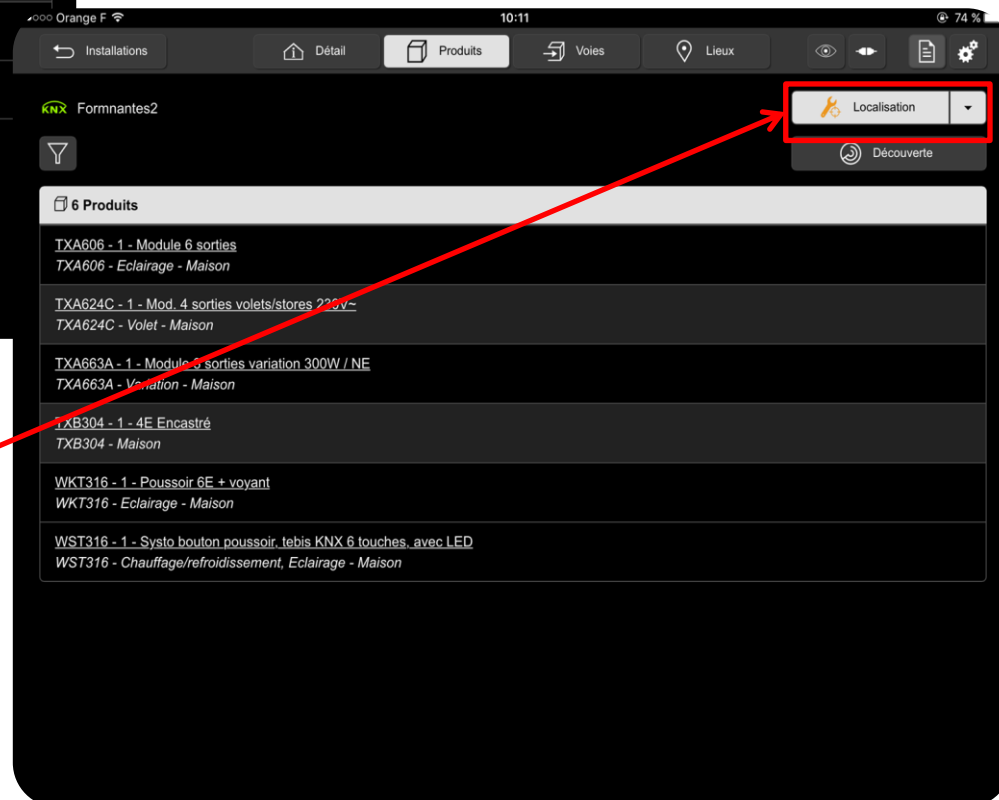 Orange F
10:11
74 %
Installations
Détail
Produits
Voies
Lieux
KNX Formnantes2
Localisation
Découverte
6 Produits
TXA606 - 1 - Module 6 sorties
TXA606 - Eclairage - Maison
TXA624C - 1 - Mod. 4 sorties volets/stores 230V~
TXA624C - Volet - Maison
TXA663A - 1 - Module 3 sorties variation 300W / NE
TXA663A - Variation - Maison
TXB304 - 1 - 4E Encastré
TXB304 - Maison
WKT316 - 1 - Poussoir 6E + voyant
WKT316 - Eclairage - Maison
WST316 - 1 - Systo bouton poussoir, tebis KNX 6 touches, avec LED
WST316 - Chauffage/refroidissement, Eclairage - Maison